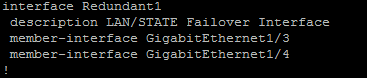 interface Redundant1
description LAN/STATE Failover Interface
member-interface GigabitEthernet1/3
member-interface GigabitEthernet1/4
!